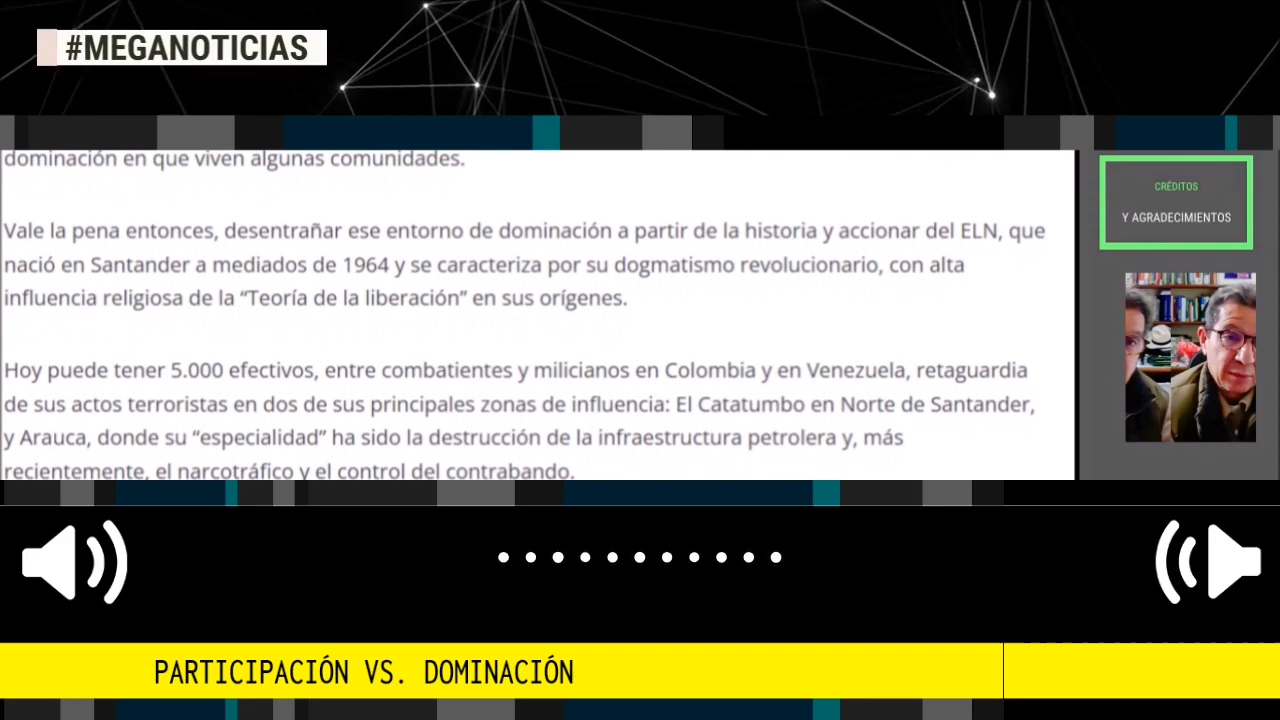 #MEGANOTICIAS
dominación en que viven algunas comunidades.
Vale la pena entonces, desentrañar ese entorno de dominación a partir de la historia y accionar del ELN, que
nació en Santander a mediados de 1964 y se caracteriza por su dogmatismo revolucionario, con alta
influencia religiosa de la “Teoría de la liberación” en sus orígenes.
Hoy puede tener 5.000 efectivos, entre combatientes y milicianos en Colombia y en Venezuela, retaguardia
de sus actos terroristas en dos de sus principales zonas de influencia: El Catatumbo en Norte de Santander,
y Arauca, donde su “especialidad” ha sido la destrucción de la infraestructura petrolera y, más
recientemente, el narcotráfico y el control del contrabando.
CRÉDITOS
Y AGRADECIMIENTOS
PARTICIPACIÓN VS. DOMINACIÓN